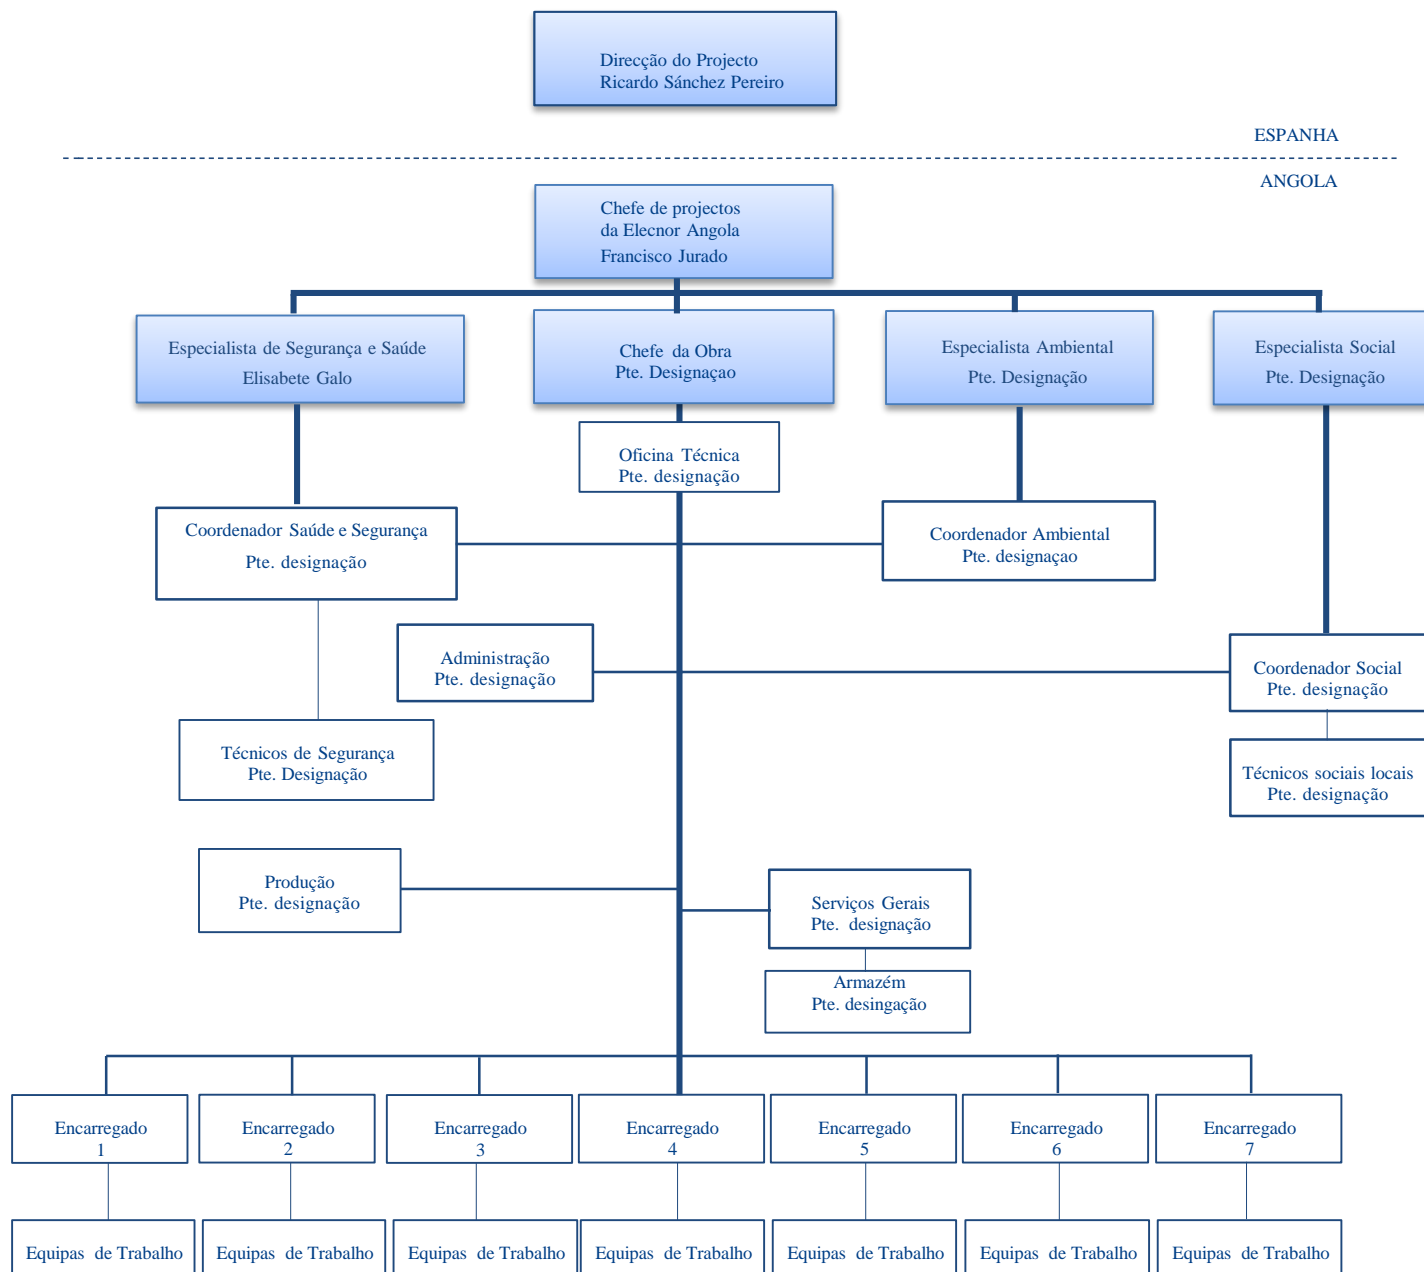 Direcção do Projecto
Ricardo Sánchez Pereiro
ESPANHA
ANGOLA
Chefe de projectos
da Elecnor Angola
Francisco Jurado
Especialista de Segurança e Saúde
Elisabete Galo
Chefe da Obra
Pte. Designaçao
Especialista Ambiental
Pte. Designação
Especialista Social
Pte. Designação
Oficina Técnica
Pte. designação
Coordenador Saúde e Segurança
Pte. designação
Coordenador Ambiental
Pte. designaçao
Administração
Pte. designação
Coordenador Social
Pte. designação
Técnicos de Segurança
Pte. Designação
Técnicos sociais locais
Pte. designação
Produção
Pte. designação
Serviços Gerais
Pte. designação
Armazém
Pte. desingação
Encarregado
1
Encarregado
2
Encarregado
3
Encarregado
4
Encarregado
5
Encarregado
6
Encarregado
7
Equipas de Trabalho
Equipas de Trabalho
Equipas de Trabalho
Equipas de Trabalho
Equipas de Trabalho
Equipas de Trabalho
Equipas de Trabalho